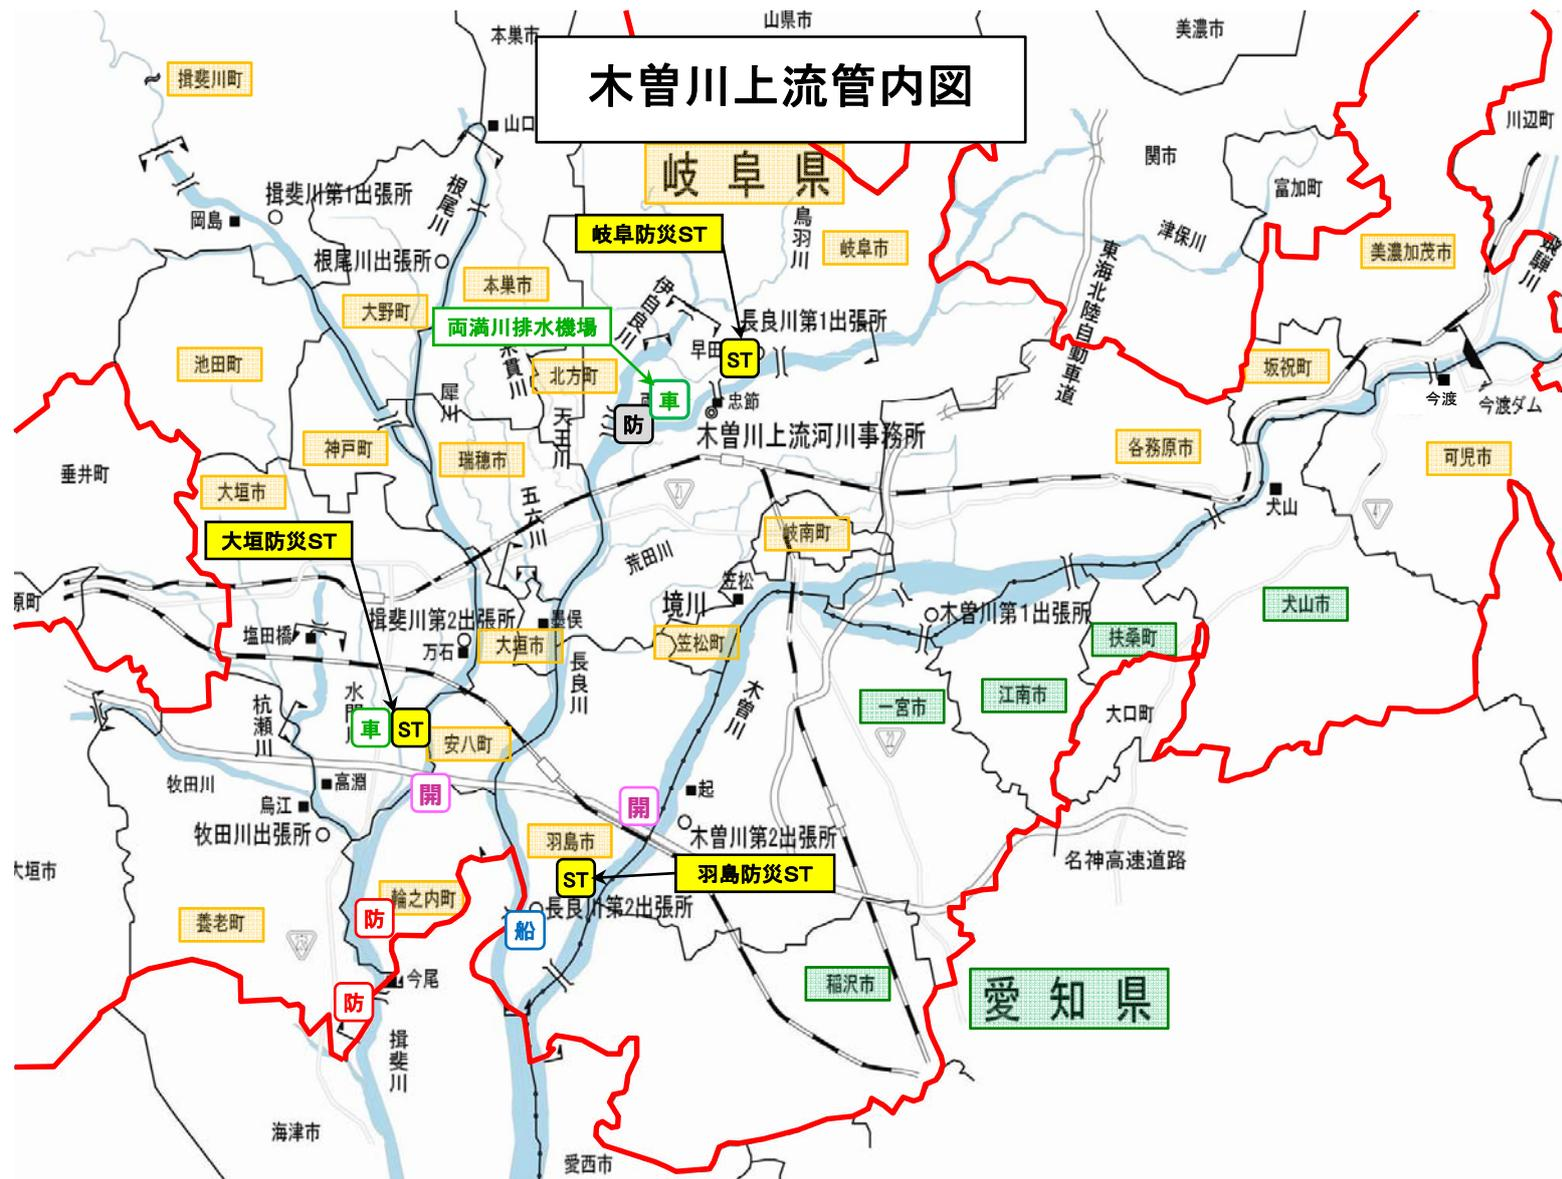 木曽川上流管内図
本巣市
山県市
美濃市
揖斐川町
山口
川辺町
岐阜県
関市
富加町
揖斐川第1出張所
根尾川
岡島
岐阜防災ST
鳥羽川
岐阜市
津保川
美濃加茂市
飛騨川
根尾川出張所
本巣市
大野町
伊自良川
東海北陸自動車道
両満川排水機場
長良川第1出張所
早田
ST
池田町
糸貫川
北方町
坂祝町
犀川
車
忠節
今渡
今渡ダム
防
天王川
木曽川上流河川事務所
神戸町
瑞穂市
各務原市
可児市
垂井町
大垣市
21
五六川
犬山
41
大垣防災ST
岐南町
荒田川
笠松
原町
境川
木曽川第1出張所
犬山市
揖斐川第2出張所
墨俣
塩田橋
万石
大垣市
笠松町
扶桑町
長良川
木曽川
江南市
杭瀬川
一宮市
大口町
車
ST
安八町
22
牧田川
高淵
烏江
開
開
起
牧田川出張所
羽島市
木曽川第2出張所
名神高速道路
大垣市
ST
羽島防災ST
輪之内町
養老町
防
長良川第2出張所
船
今尾
防
稲沢市
愛知県
揖斐川
海津市
愛西市